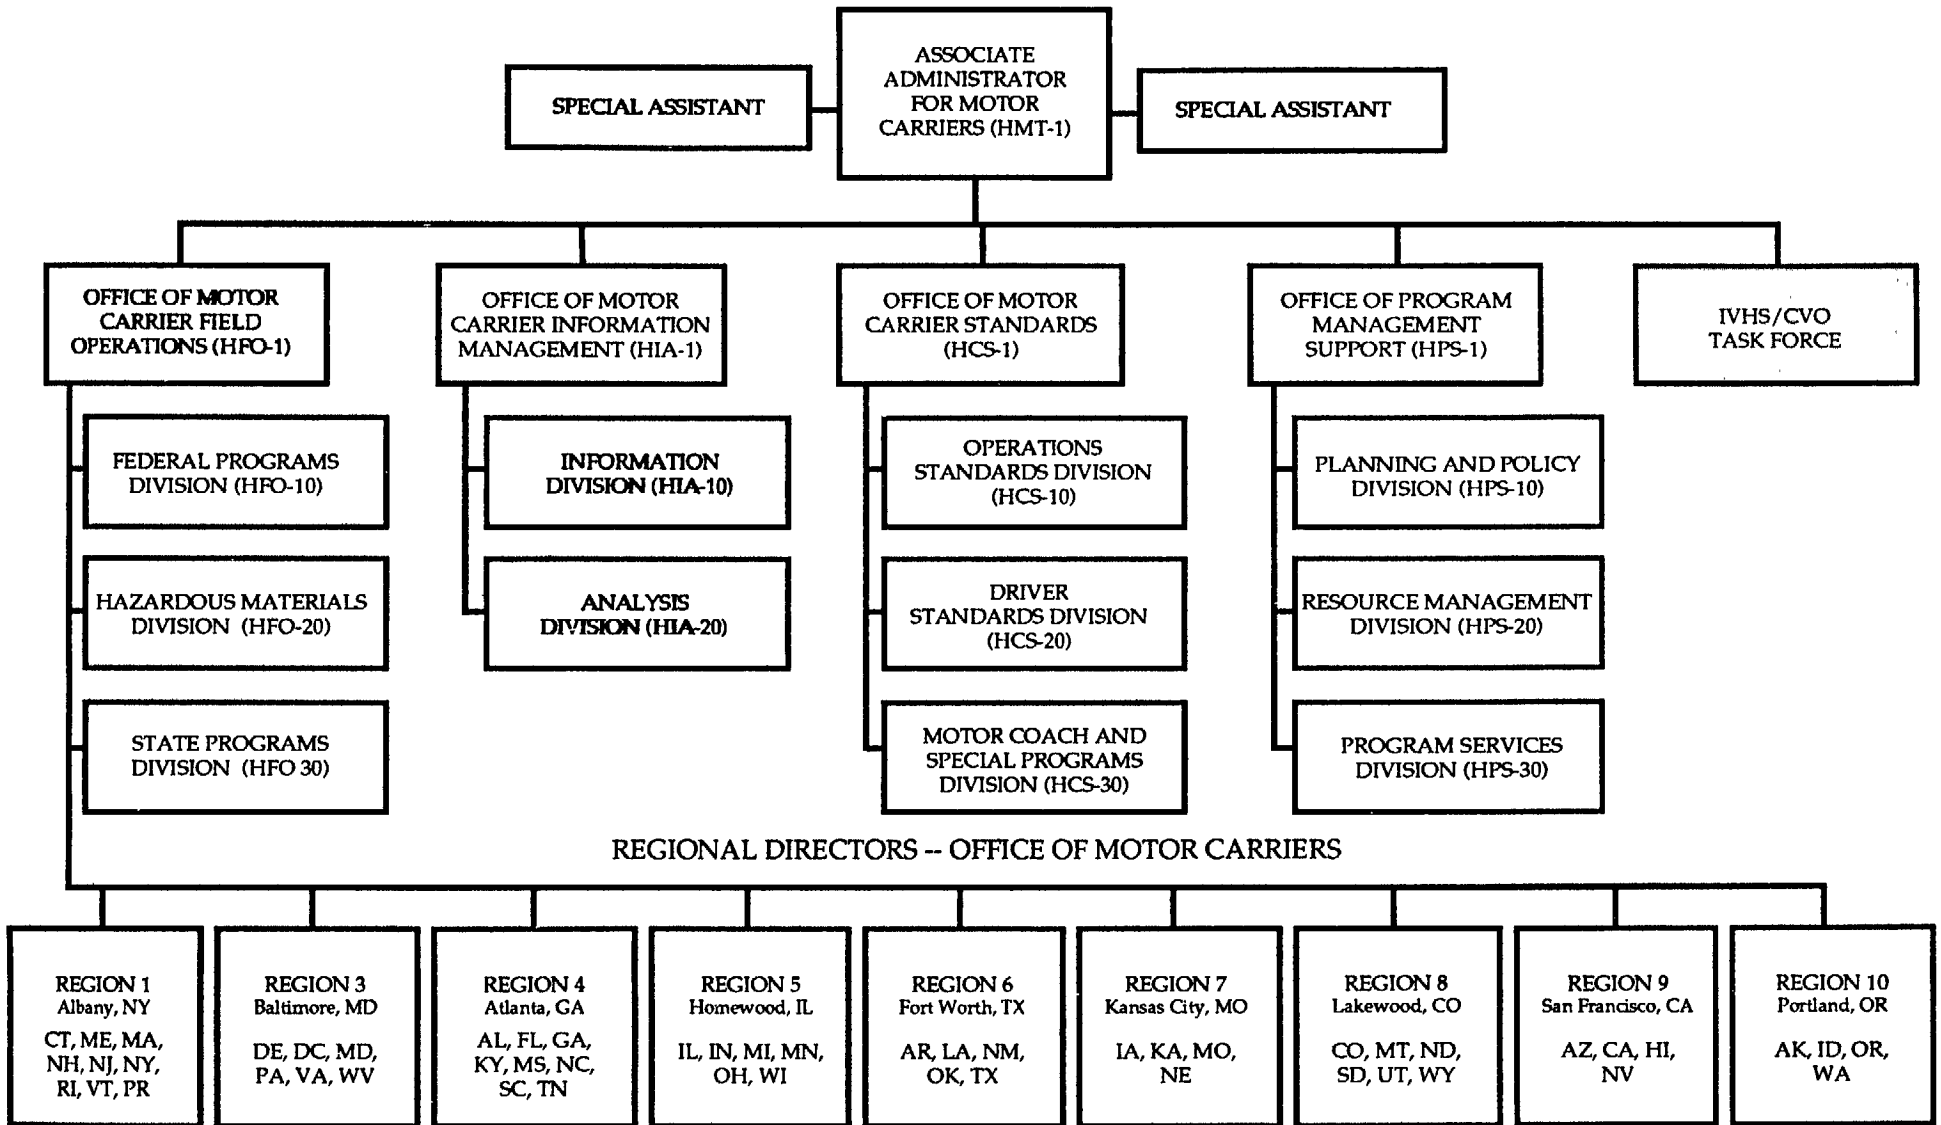 ASSOCIATE
ADMINISTRATOR
FOR MOTOR
CARRIERS (HMT-1)
SPECIAL ASSISTANT
SPECIAL ASSISTANT
OFFICE OF MOTOR
CARRIER FIELD
OPERATIONS (HFO-1)
OFFICE OF MOTOR
CARRIER INFORMATION
MANAGEMENT (HIA-1)
OFFICE OF MOTOR
CARRIER STANDARDS
(HCS-1)
OFFICE OF PROGRAM
MANAGEMENT
SUPPORT (HPS-1)
IVHS/CVO
TASK FORCE
FEDERAL PROGRAMS
DIVISION (HFO-10)
INFORMATION
DIVISION (HIA-10)
OPERATIONS
STANDARDS DIVISION
(HCS-10)
PLANNING AND POLICY
DIVISION (HPS-10)
HAZARDOUS MATERIALS
DIVISION (HFO-20)
ANALYSIS
DIVISION (HIA-20)
DRIVER
STANDARDS DIVISION
(HCS-20)
RESOURCE MANAGEMENT
DIVISION (HPS-20)
STATE PROGRAMS
DIVISION (HFO 30)
MOTOR COACH AND
SPECIAL PROGRAMS
DIVISION (HCS-30)
PROGRAM SERVICES
DIVISION (HPS-30)
REGIONAL DIRECTORS -- OFFICE OF MOTOR CARRIERS
REGION 1
Albany, NY
CT, ME, MA,
NH, NJ, NY,
RI, VT, PR
REGION 3
Baltimore, MD
DE, DC, MD,
PA, VA, WV
REGION 4
Atlanta, GA
AL, FL, GA,
KY, MS, NC,
SC, TN
REGION 5
Homewood, IL
IL, IN, MI, MN,
OH, WI
REGION 6
Fort Worth, TX
AR, LA, NM,
OK, TX
REGION 7
Kansas City, MO
IA, KA, MO,
NE
REGION 8
Lakewood, CO
CO, MT, ND,
SD, UT, WY
REGION 9
San Francisco, CA
AZ, CA, HI,
NV
REGION 10
Portland, OR
AK, ID, OR,
WA